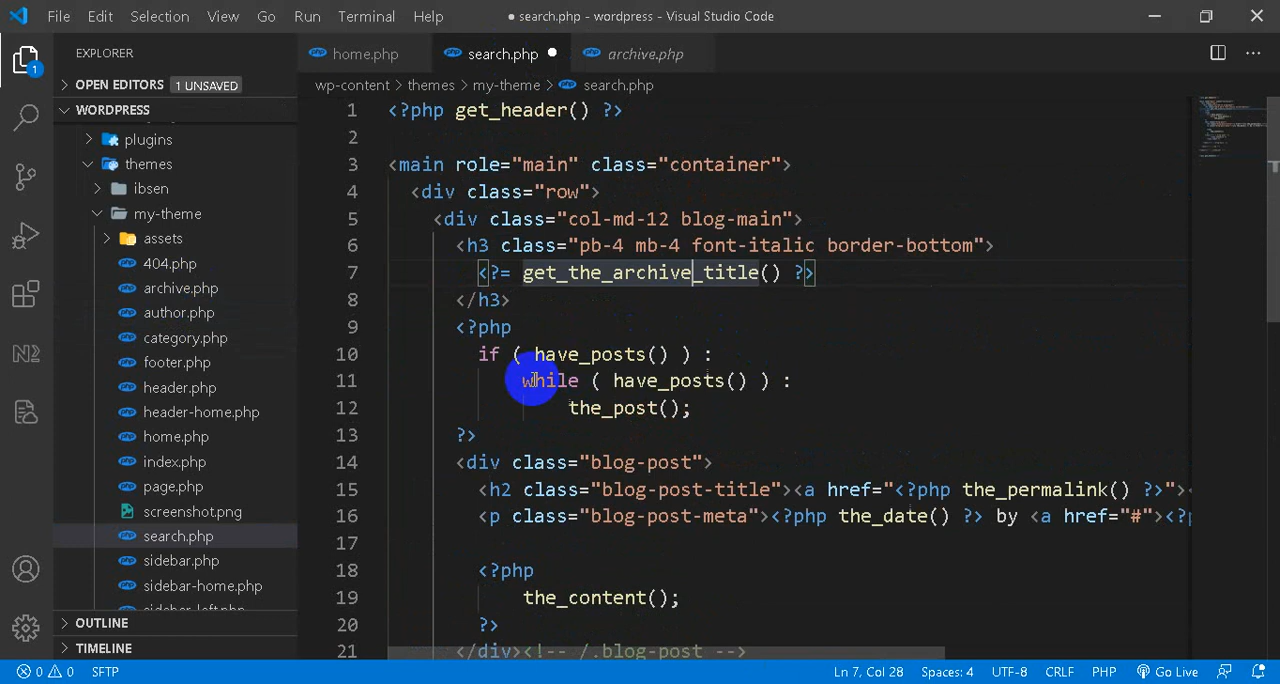 File Edit Selection View Go Run Terminal Help ● search.php - wordpress - Visual Studio Code
EXPLORER
OPEN EDITORS 1 UNSAVED
WORDPRESS
plugins
themes
ibsen
my-theme
assets
404.php
archive.php
author.php
category.php
footer.php
header.php
header-home.php
home.php
index.php
page.php
screenshot.png
search.php
sidebar.php
sidebar-home.php
sidebar-left.php
OUTLINE
TIMELINE
1
home.php search.php ● archive.php
wp-content > themes > my-theme > search.php
1 <?php get_header() ?>
2
3 <main role="main" class="container">
4 <div class="row">
5 <div class="col-md-12 blog-main">
6 <h3 class="pb-4 mb-4 font-italic border-bottom">
7 <?= get_the_archive_title() ?>
8 </h3>
9 <?php
10 if ( have_posts() ) :
11 while ( have_posts() ) :
12 the_post();
13 ?>
14 <div class="blog-post">
15 <h2 class="blog-post-title"><a href="<?php the_permalink() ?>"><
16 <p class="blog-post-meta"><?php the_date() ?> by <a href="#"><?p
17
18 <?php
19 the_content();
20 ?>
21 </div><!-- /.blog-post -->
0 0 SFTP Ln 7, Col 28 Spaces: 4 UTF-8 CRLF PHP Go Live